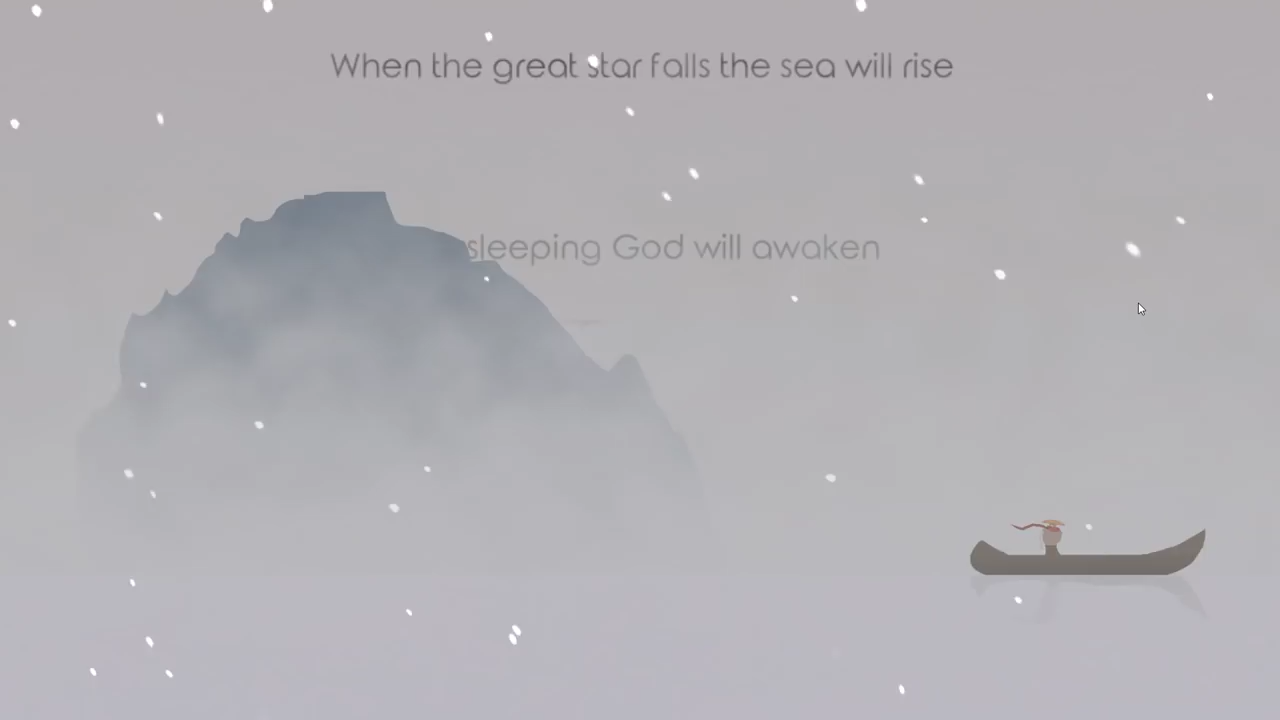 When the great star falls the sea will rise
sleeping God will awaken